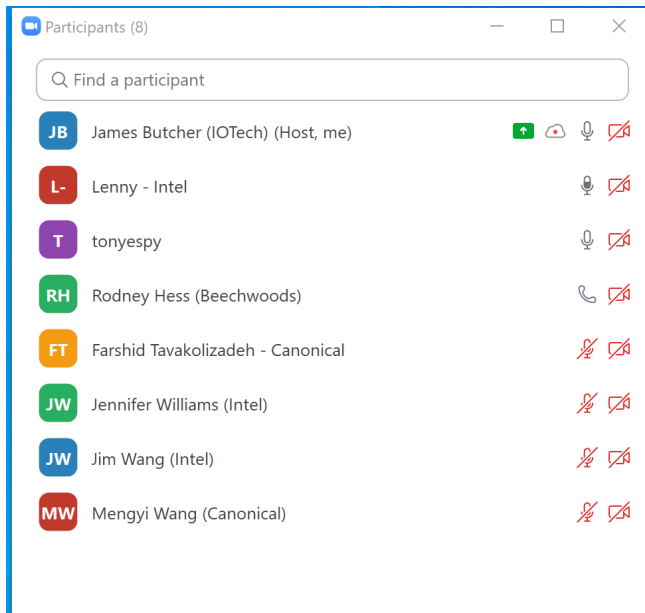 Participants (8)
Find a participant
JB James Butcher (IOTech) (Host, me)
L- Lenny - Intel
T tonyespy
RH Rodney Hess (Beechwoods)
FT Farshid Tavakolizadeh - Canonical
JW Jennifer Williams (Intel)
JW Jim Wang (Intel)
MW Mengyi Wang (Canonical)